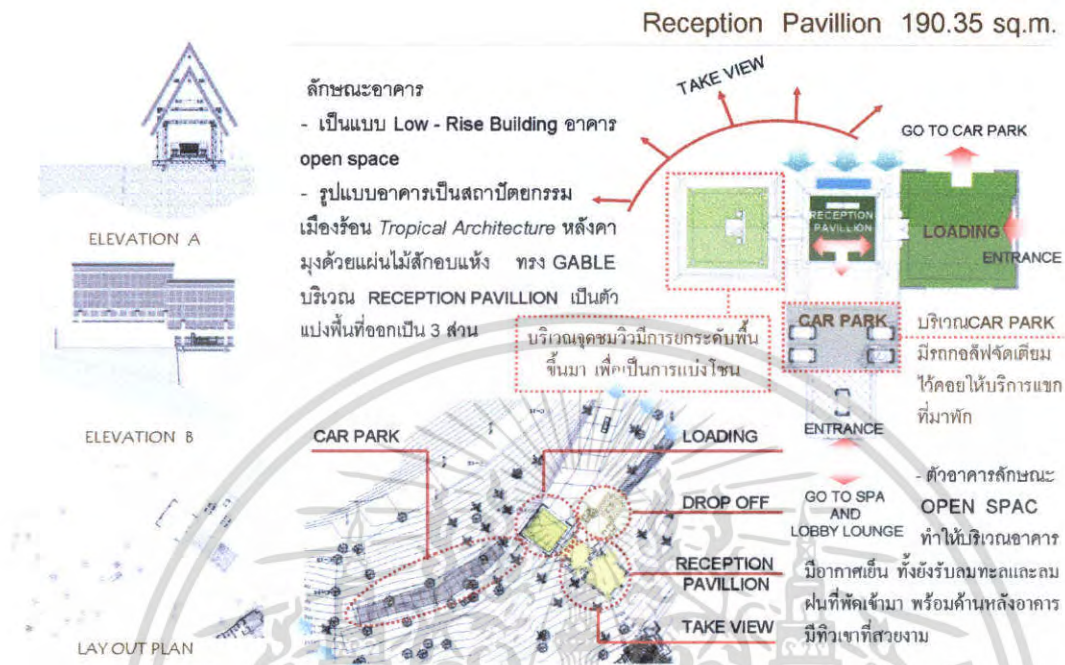 Reception Pavillion 190.35 sq.m.
ลักษณะอาคาร
- เป็นแบบ Low - Rise Building อาคาร
open space
- รูปแบบอาคารเป็นสถาปัตยกรรม
เมืองร้อน Tropical Architecture หลังคา
มุงด้วยแผ่นไม้สักอบแห้ง ทรง GABLE
บริเวณ RECEPTION PAVILLION เป็นตัว
แบ่งพื้นที่ออกเป็น 3 ส่วน
ELEVATION A
ELEVATION B
LAY OUT PLAN
TAKE VIEW
GO TO CAR PARK
RECEPTION
PAVILLION
LOADING
ENTRANCE
CAR PARK
ENTRANCE
บริเวณจุดชมวิวมีการยกระดับพื้น
ขึ้นมา เพื่อเป็นการแบ่งโซน
บริเวณCAR PARK
มีรถกอล์ฟจัดเตียม
ไว้คอยให้บริการแขก
ที่มาพัก
GO TO SPA
AND
LOBBY LOUNGE
CAR PARK
LOADING
DROP OFF
RECEPTION
PAVILLION
TAKE VIEW
- ตัวอาคารลักษณะ
OPEN SPAC
ทำให้บริเวณอาคาร
มีอากาศเย็น ทั้งยังรับลมทะเลและลม
ฝนที่พัดเข้ามา พร้อมด้านหลังอาคาร
มีทิวเขาที่สวยงาม